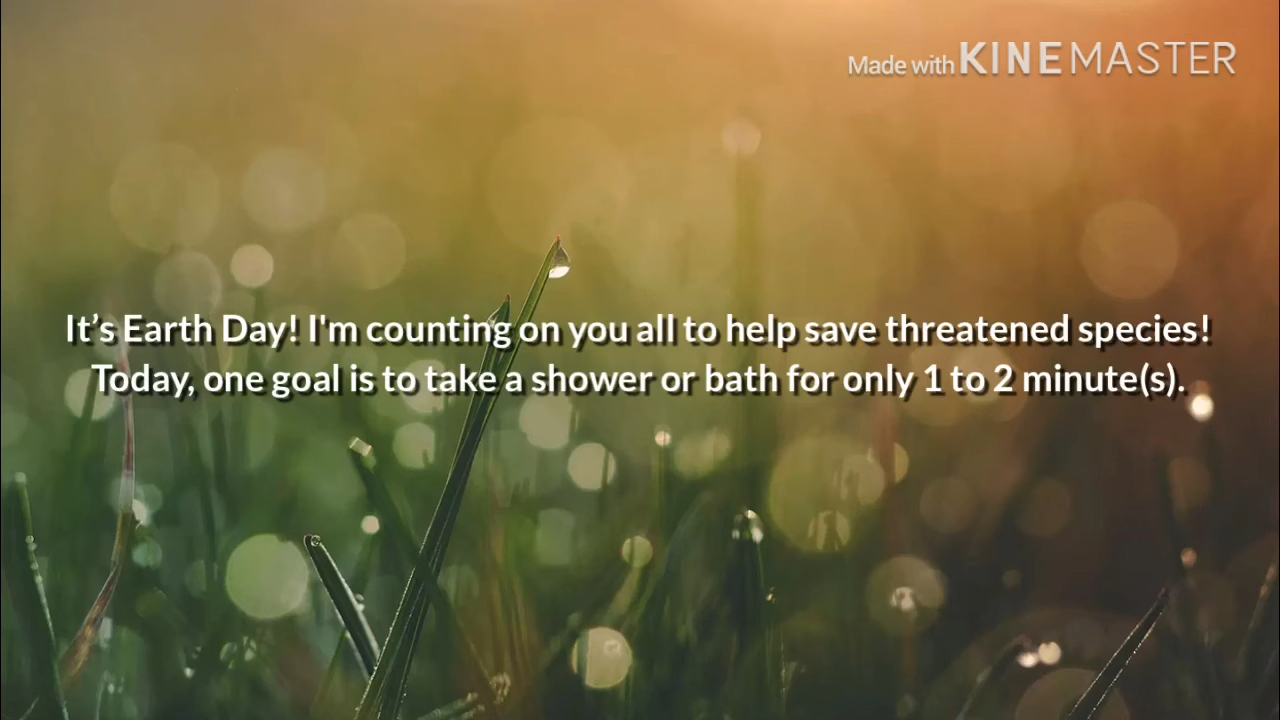 Made with KINEMASTER
It’s Earth Day! I'm counting on you all to help save threatened species!
Today, one goal is to take a shower or bath for only 1 to 2 minute(s).